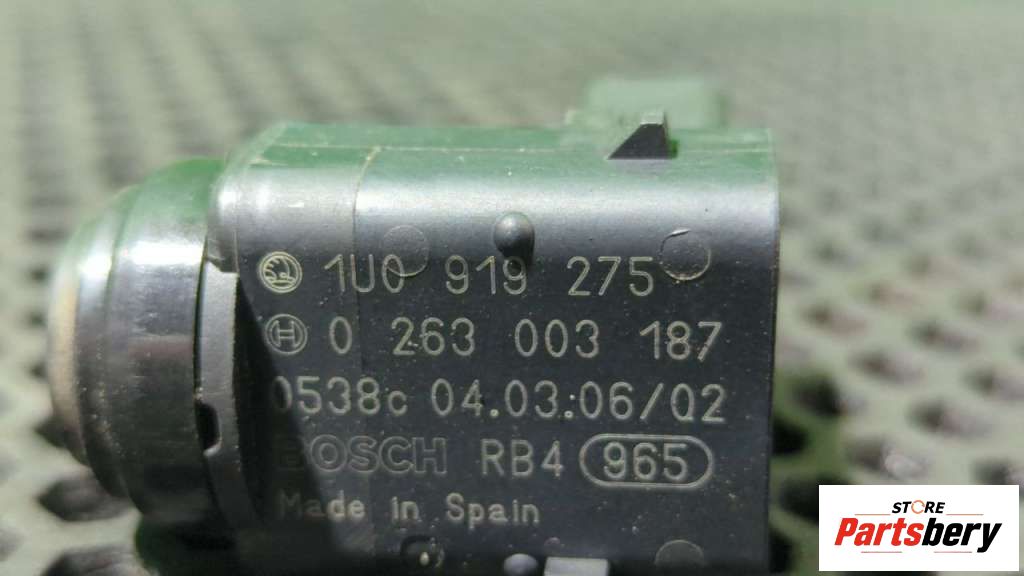 1U0 919 275
0 263 003 187
0538c 04.03:06/02
BOSCH RB4 965
Made in Spain
STORE
Partsbery